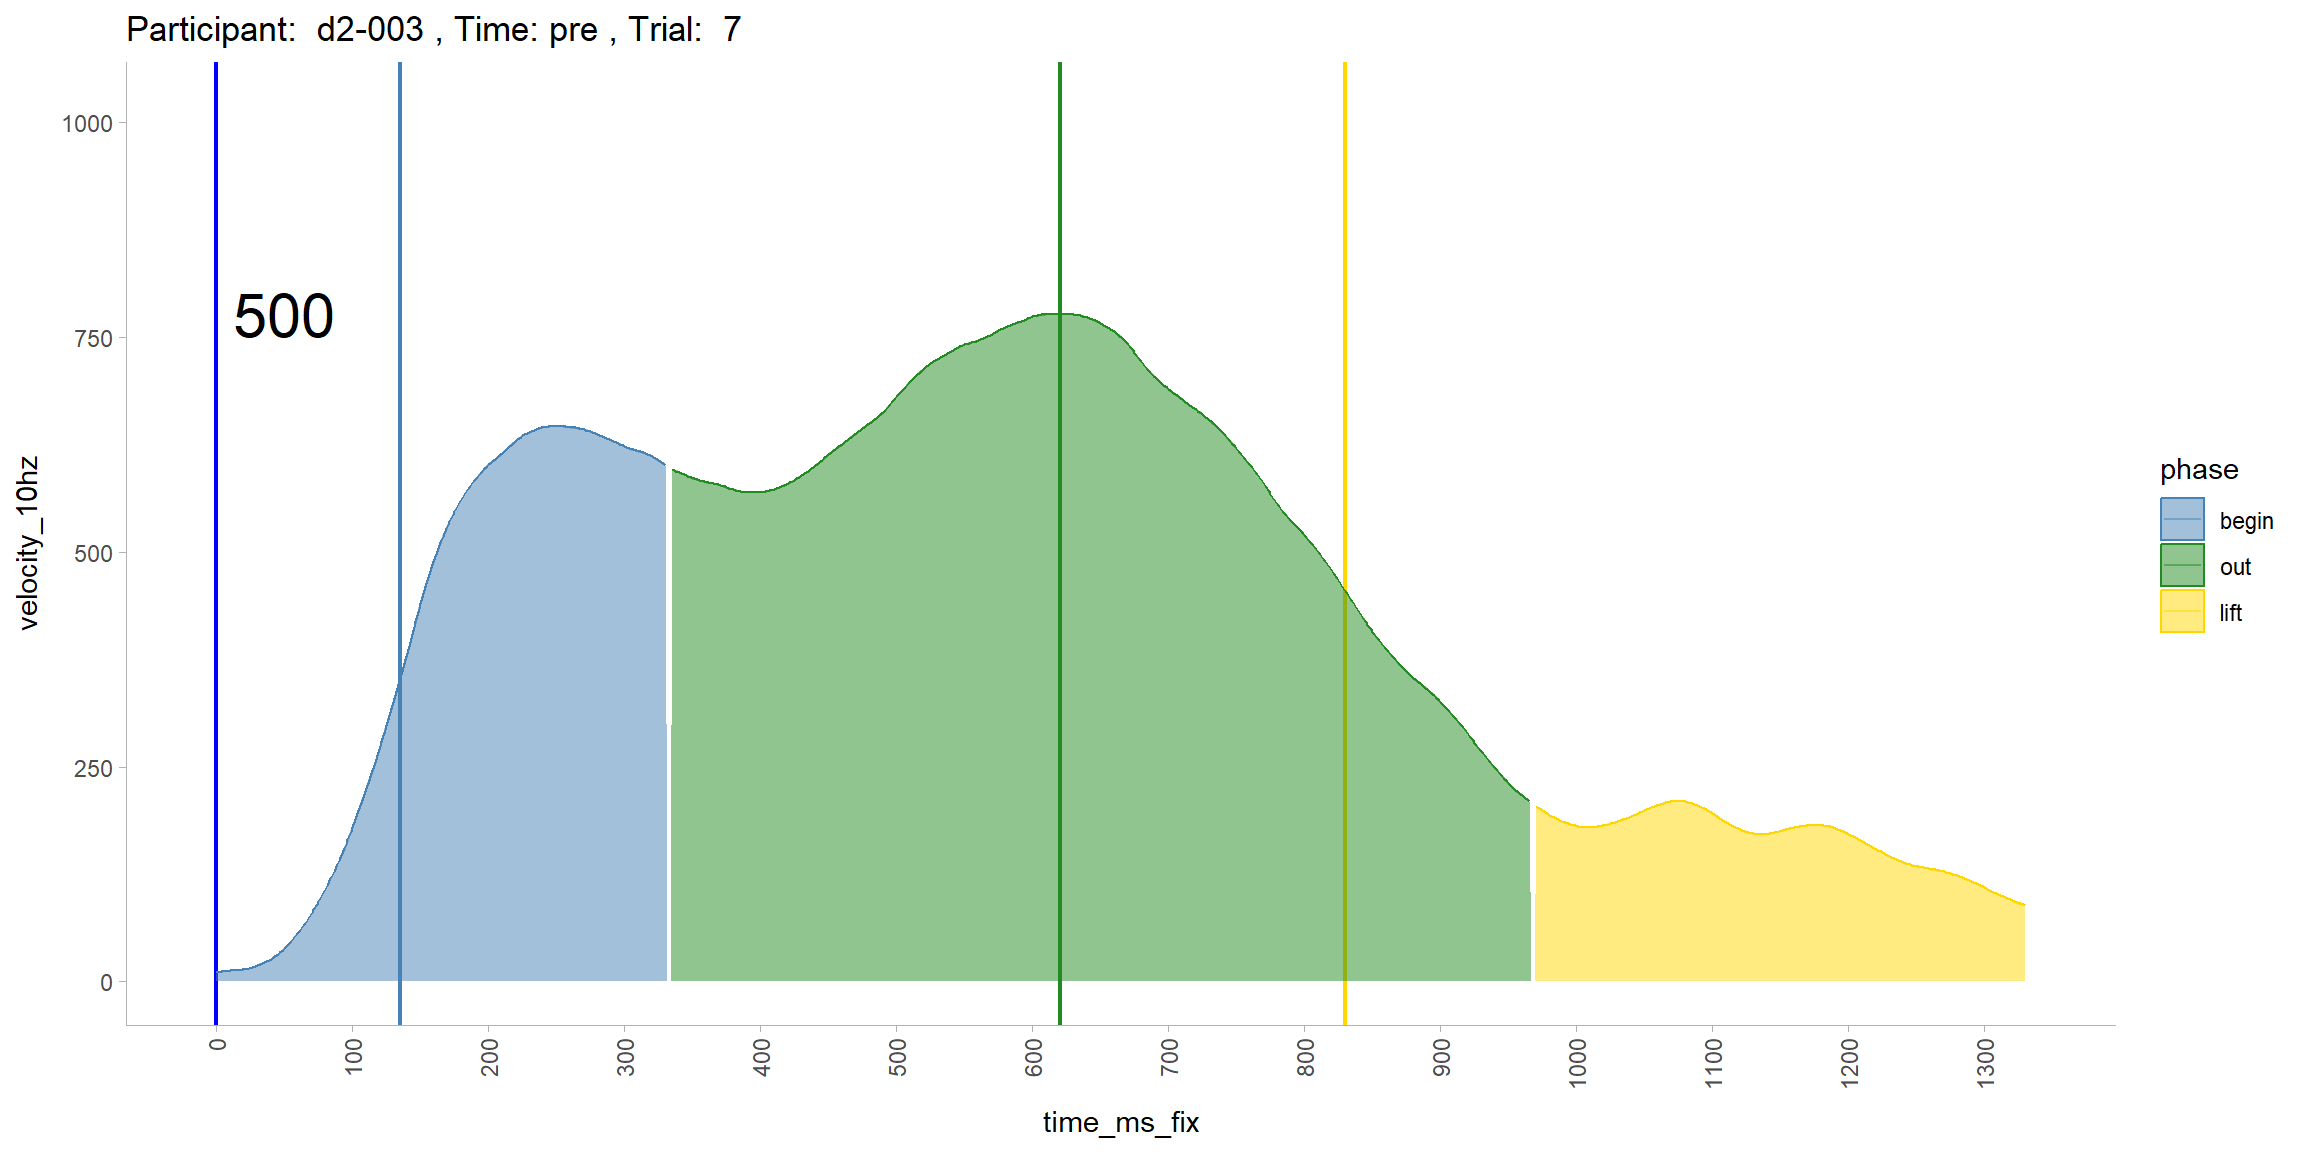 Participant:  d2-003 , Time: pre , Trial:  7
1000
750
500
250
0
velocity_10hz
500
0
100
200
300
400
500
600
700
800
900
1000
1100
1200
1300
time_ms_fix
phase
begin
out
lift